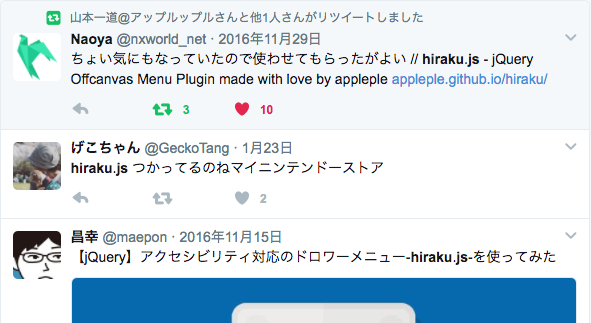 山本一道@アップルップルさんと他1人さんがリツイートしました
Naoya @nxworld_net · 2016年11月29日
ちょい気にもなっていたので使わせてもらったがよい // hiraku.js - jQuery
Offcanvas Menu Plugin made with love by appleple appleple.github.io/hiraku/
3 10
げこちゃん @GeckoTang · 1月23日
hiraku.js つかってるのねマイニンテンドーストア
2
昌幸 @maepon · 2016年11月15日
【jQuery】アクセシビリティ対応のドロワーメニュー-hiraku.js-を使ってみた